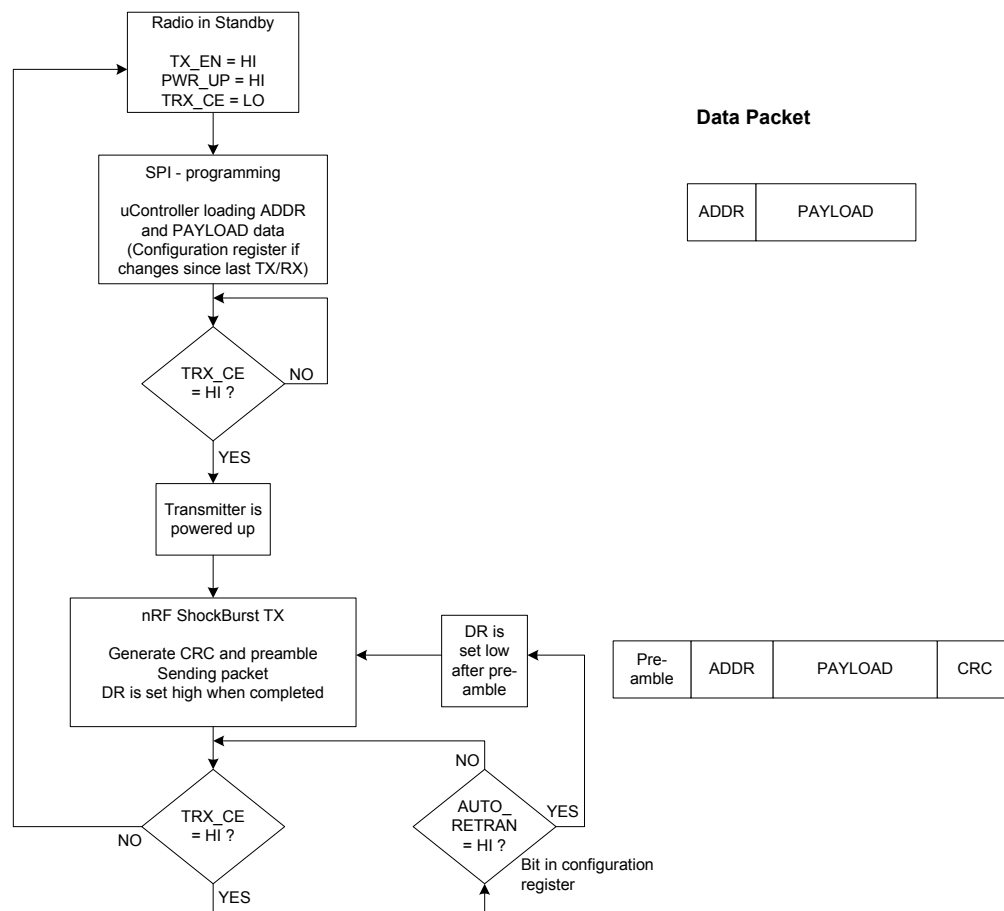 Radio in Standby
TX_EN = HI
PWR_UP = HI
TRX_CE = LO
Data Packet
SPI - programming
uController loading ADDR
and PAYLOAD data
(Configuration register if
changes since last TX/RX)
ADDR
PAYLOAD
TRX_CE
= HI ?
NO
YES
Transmitter is
powered up
nRF ShockBurst TX
Generate CRC and preamble
Sending packet
DR is set high when completed
DR is
set low
after pre-
amble
Pre-
amble
ADDR
PAYLOAD
CRC
TRX_CE
= HI ?
NO
YES
NO
AUTO_
RETRAN
= HI ?
YES
Bit in configuration
register